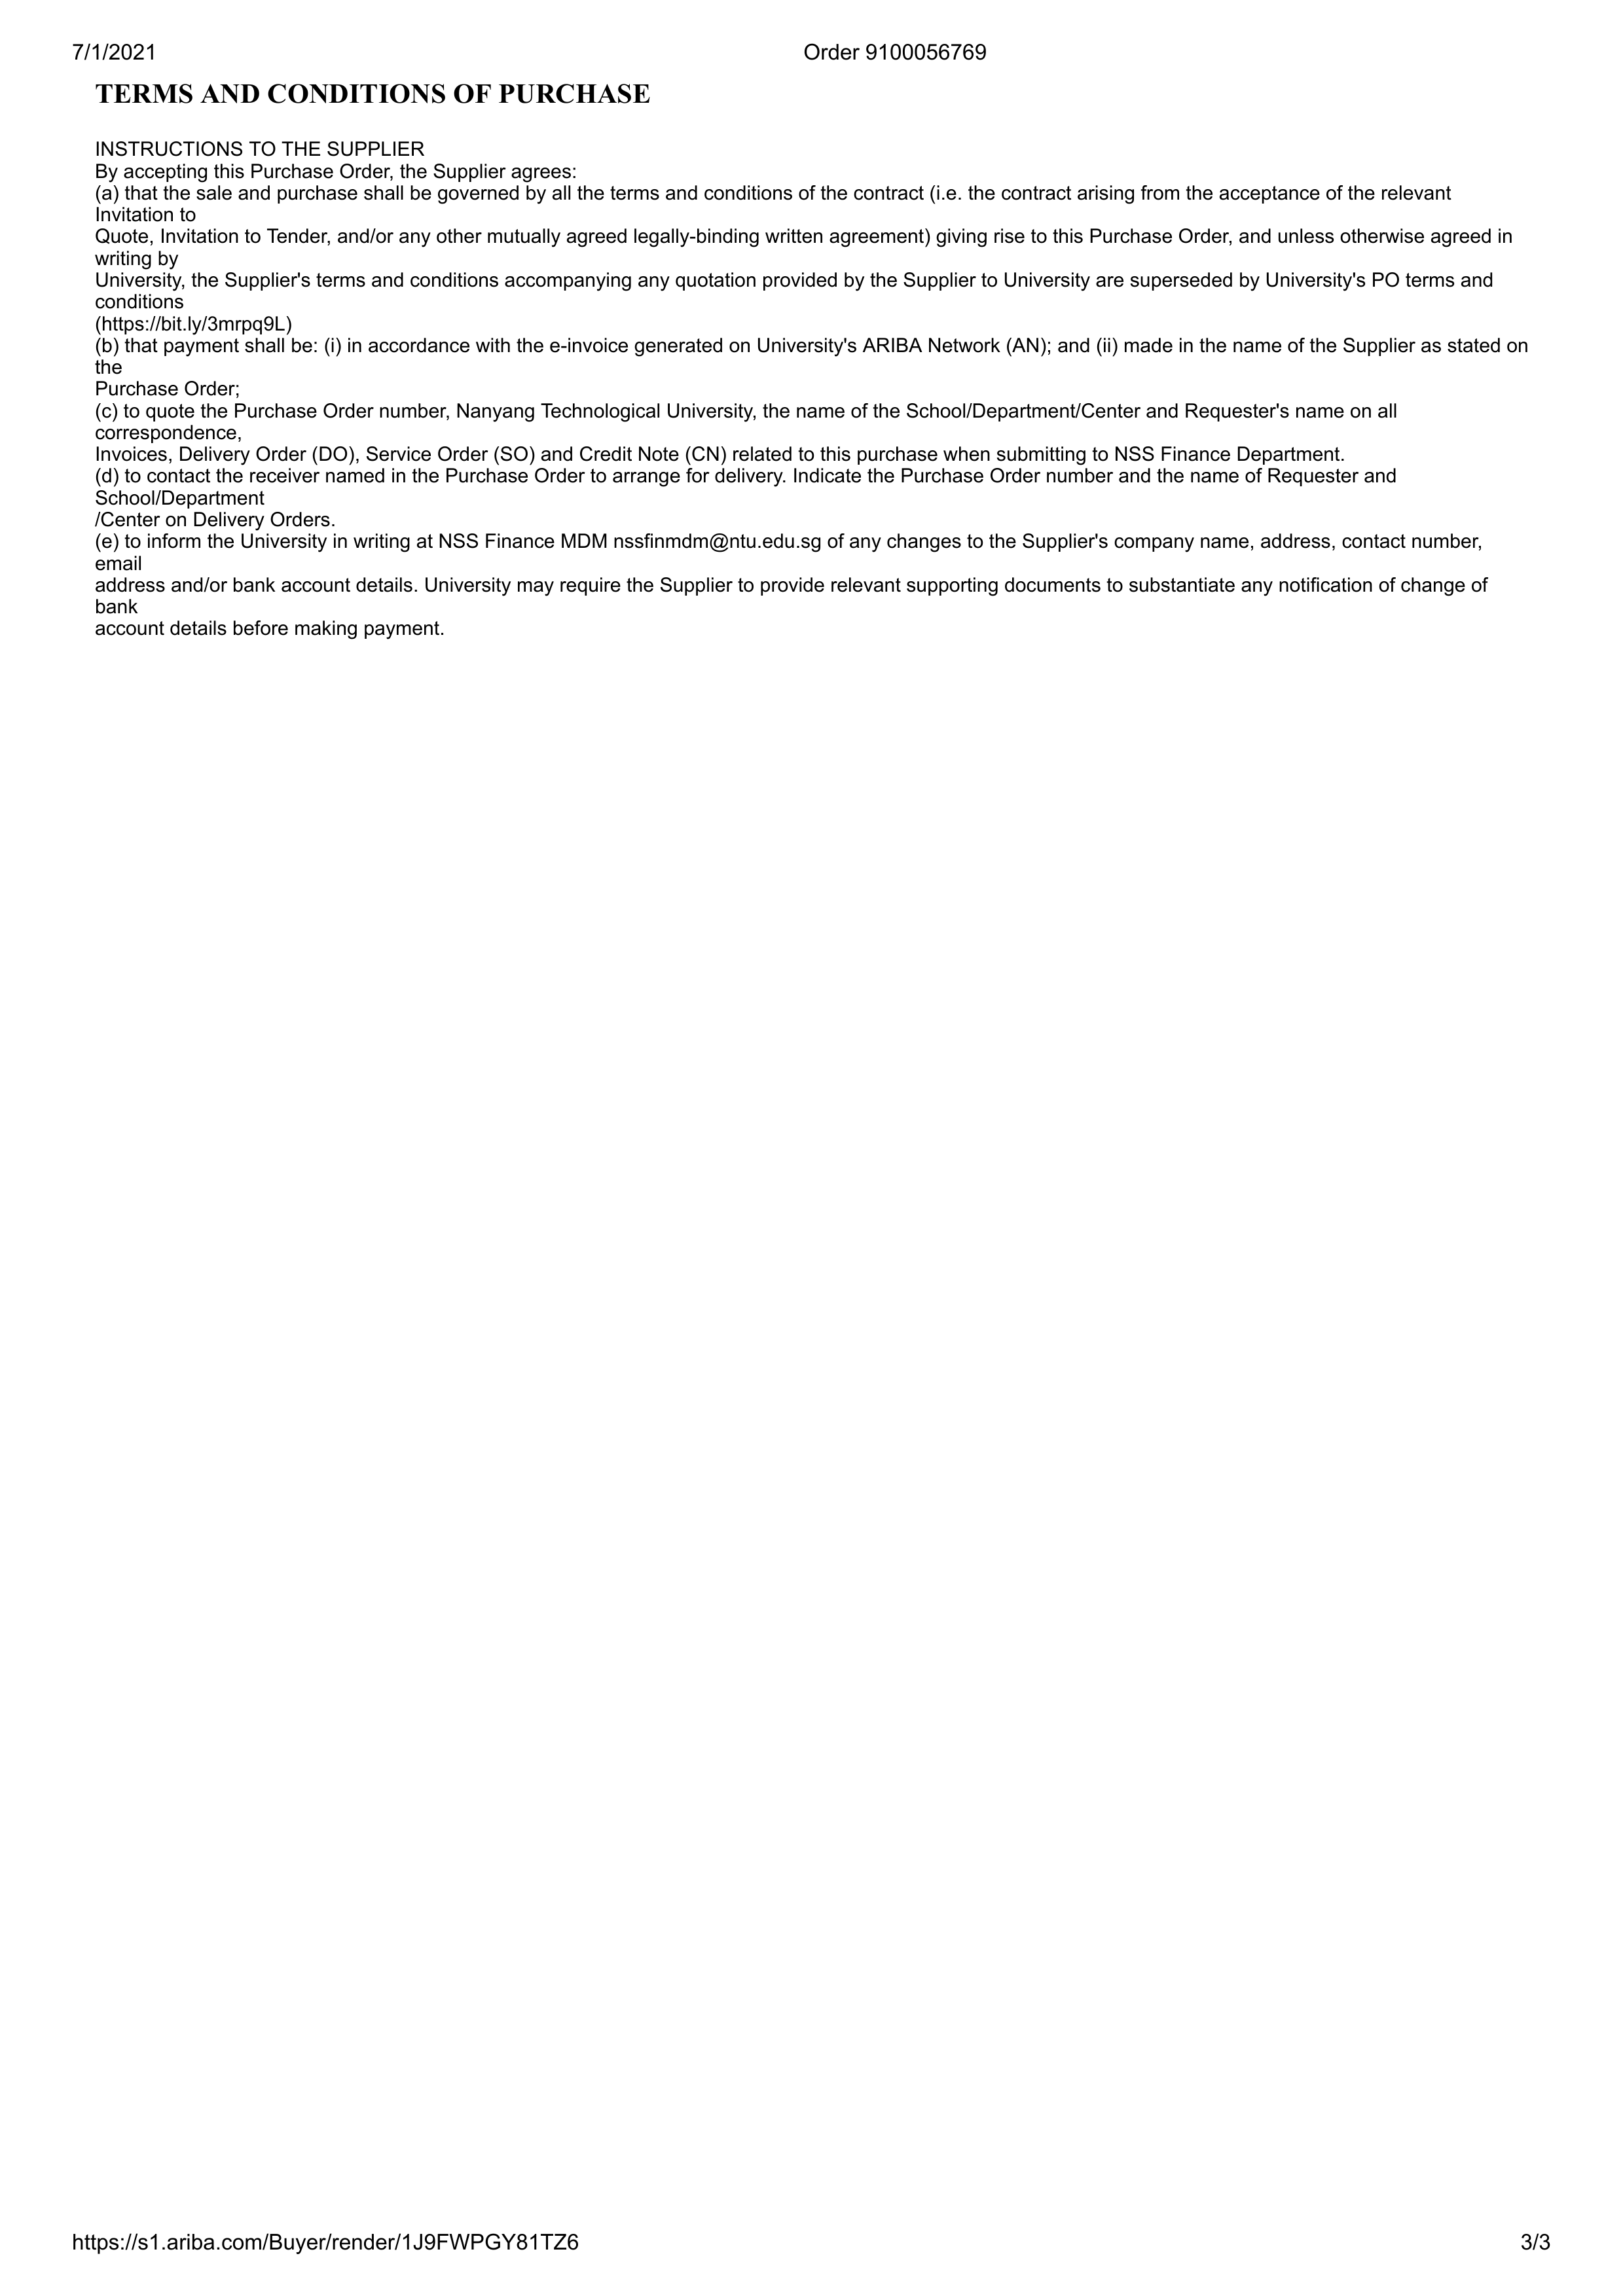 7/1/2021 Order 9100056769
TERMS AND CONDITIONS OF PURCHASE
INSTRUCTIONS TO THE SUPPLIER
By accepting this Purchase Order, the Supplier agrees:
(a) that the sale and purchase shall be governed by all the terms and conditions of the contract (i.e. the contract arising from the acceptance of the relevant
Invitation to
Quote, Invitation to Tender, and/or any other mutually agreed legally-binding written agreement) giving rise to this Purchase Order, and unless otherwise agreed in
writing by
University, the Supplier's terms and conditions accompanying any quotation provided by the Supplier to University are superseded by University's PO terms and
conditions
(https://bit.ly/3mrpq9L)
(b) that payment shall be: (i) in accordance with the e-invoice generated on University's ARIBA Network (AN); and (ii) made in the name of the Supplier as stated on
the
Purchase Order;
(c) to quote the Purchase Order number, Nanyang Technological University, the name of the School/Department/Center and Requester's name on all
correspondence,
Invoices, Delivery Order (DO), Service Order (SO) and Credit Note (CN) related to this purchase when submitting to NSS Finance Department.
(d) to contact the receiver named in the Purchase Order to arrange for delivery. Indicate the Purchase Order number and the name of Requester and
School/Department
/Center on Delivery Orders.
(e) to inform the University in writing at NSS Finance MDM nssfinmdm@ntu.edu.sg of any changes to the Supplier's company name, address, contact number,
email
address and/or bank account details. University may require the Supplier to provide relevant supporting documents to substantiate any notification of change of
bank
account details before making payment.
https://s1.ariba.com/Buyer/render/1J9FWPGY81TZ6 3/3